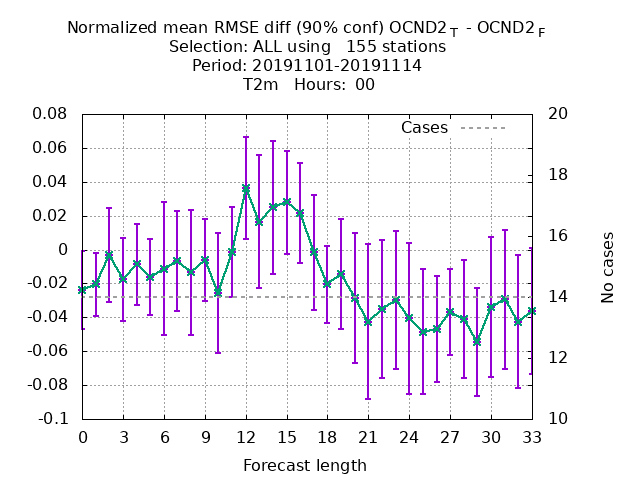 Normalized mean RMSE diff (90% conf) OCND2 T - OCND2 F
Selection: ALL using 155 stations
Period: 20191101-20191114
T2m Hours: 00
Cases
0.08
0.06
0.04
0.02
0
-0.02
-0.04
-0.06
-0.08
-0.1
20
18
16
14
12
10
No cases
0 3 6 9 12 15 18 21 24 27 30 33
Forecast length